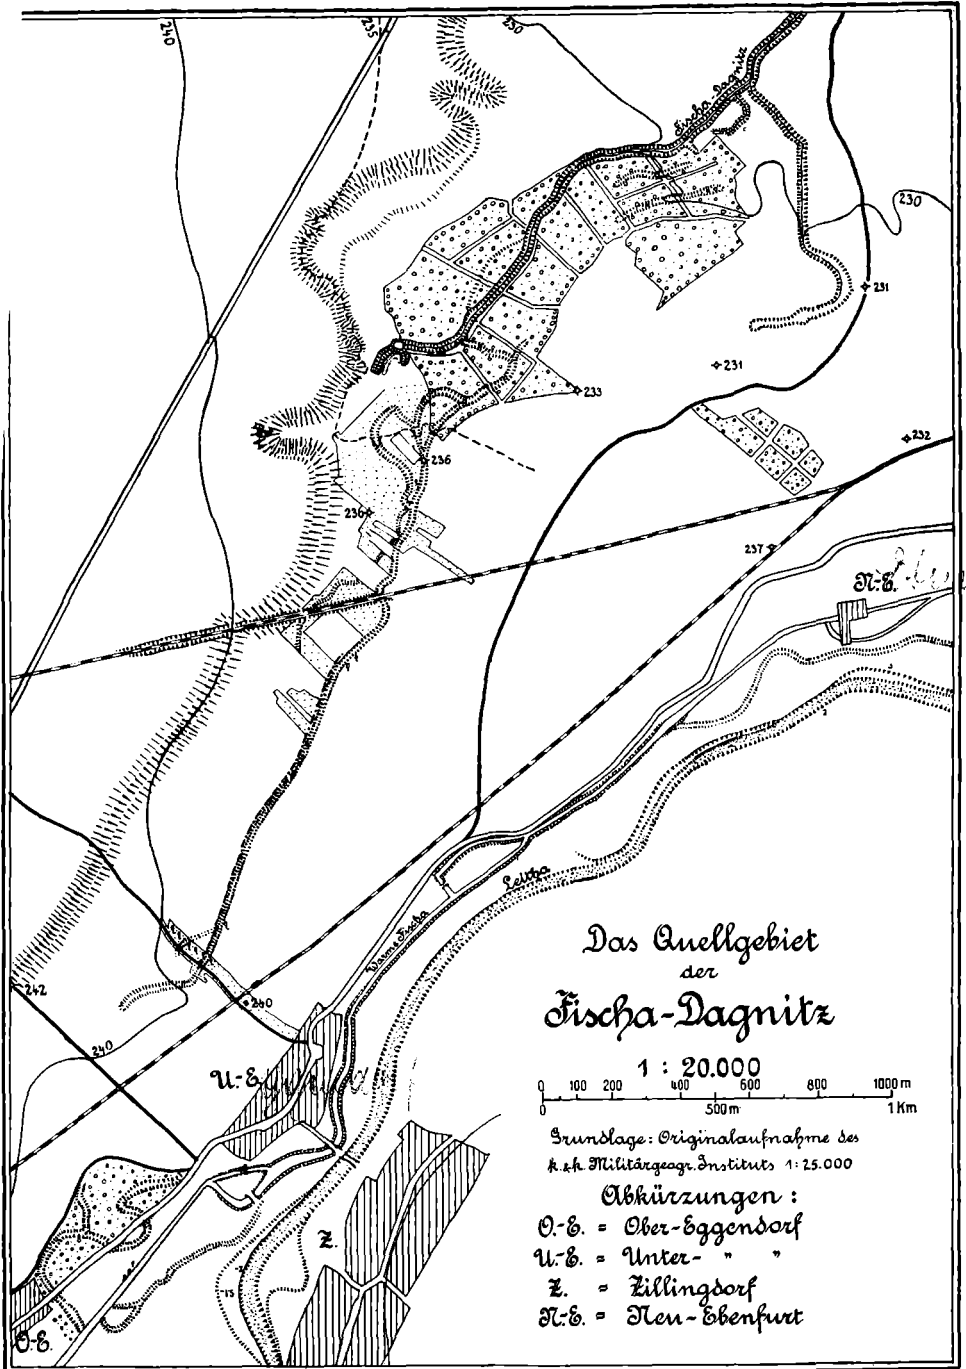 240
235
230
Fischa-Dagnitz
230
231
231
233
232
236
236
237
N.-E.
Leitha
Warme Fischa
242
240
240
U.-E.
Z.
O.-E.
Das Quellgebiet
der
Fischa-Dagnitz
1 : 20.000
0 100 200 400 600 800 1000 m
0 500 m 1 Km
Grundlage: Originalaufnahme des
k. & k. Militärgeogr. Instituts 1:25.000
Abkürzungen :
O.-E. = Ober-Eggendorf
U.-E. = Unter- " "
Z. = Zillingdorf
N.-E. = Neu-Ebenfurt